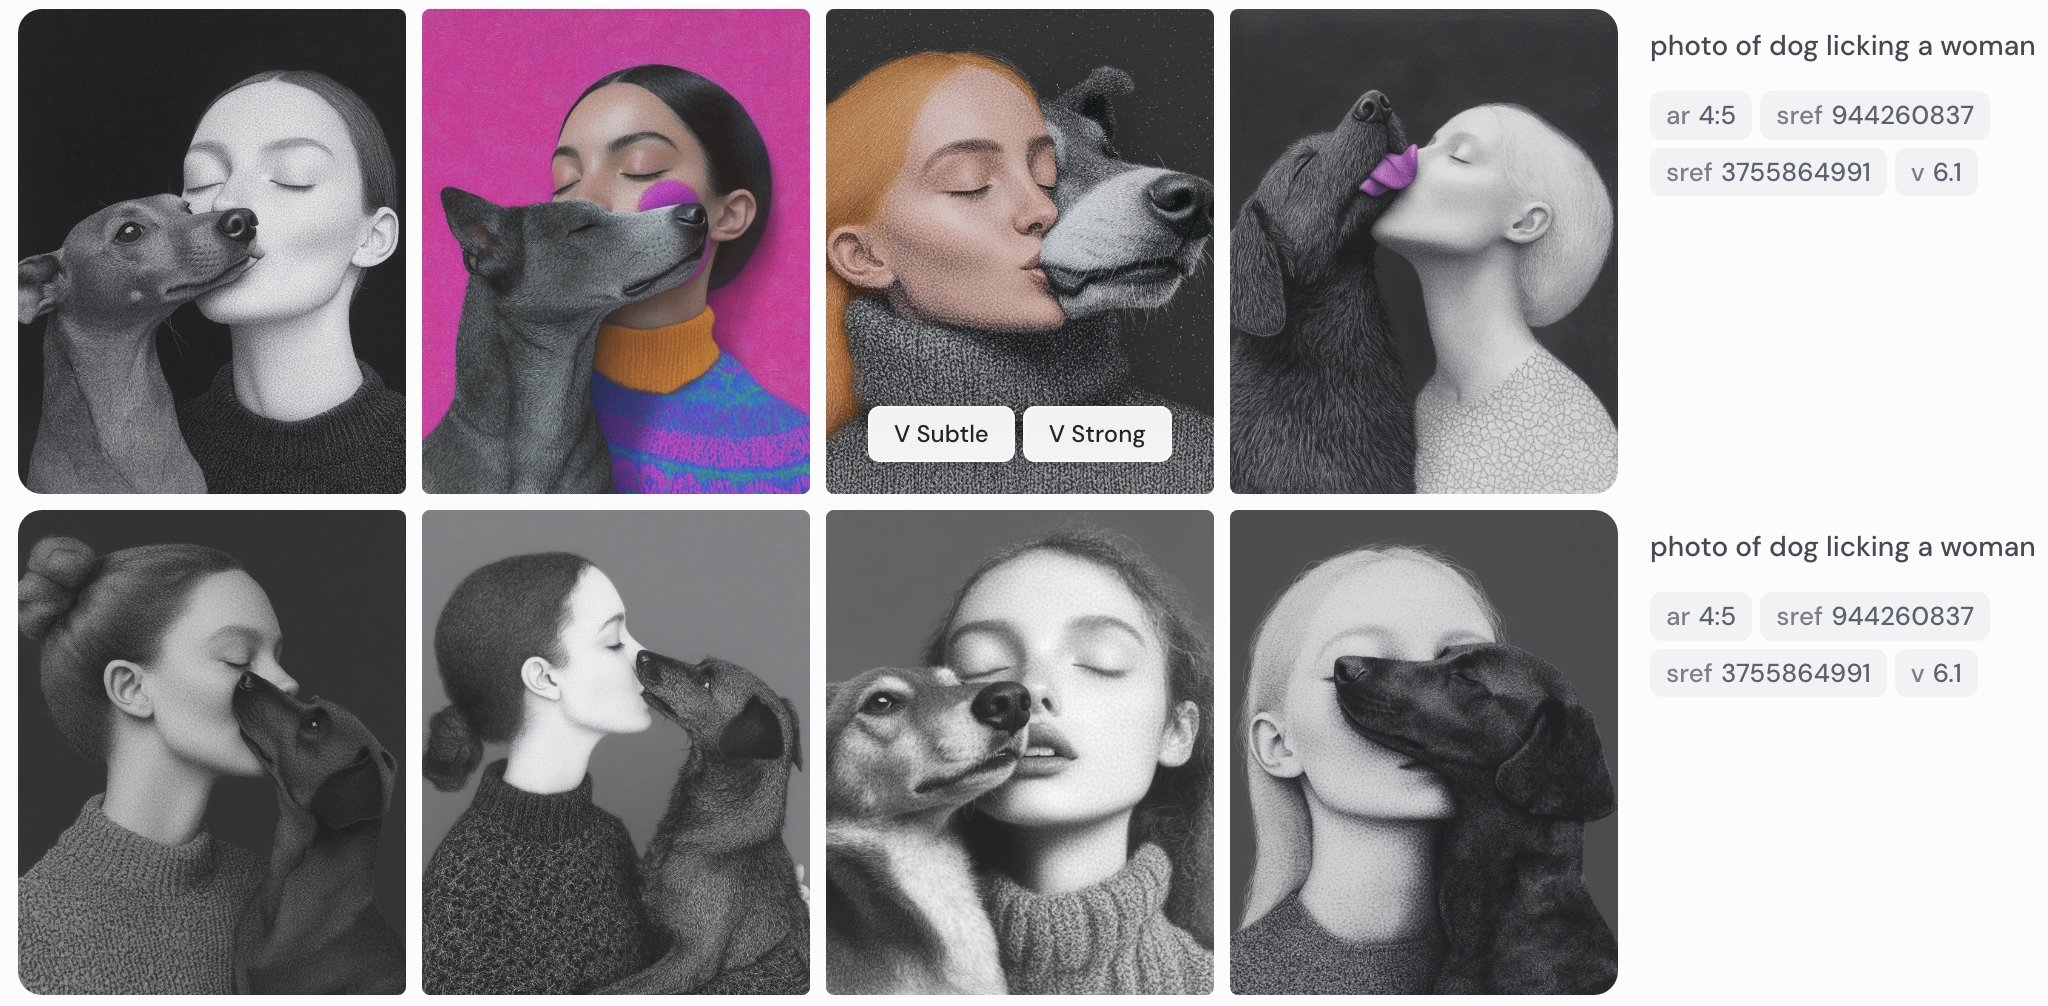 photo of dog licking a woman
ar 4:5 sref 944260837
sref 3755864991 v 6.1
V Subtle V Strong
photo of dog licking a woman
ar 4:5 sref 944260837
sref 3755864991 v 6.1